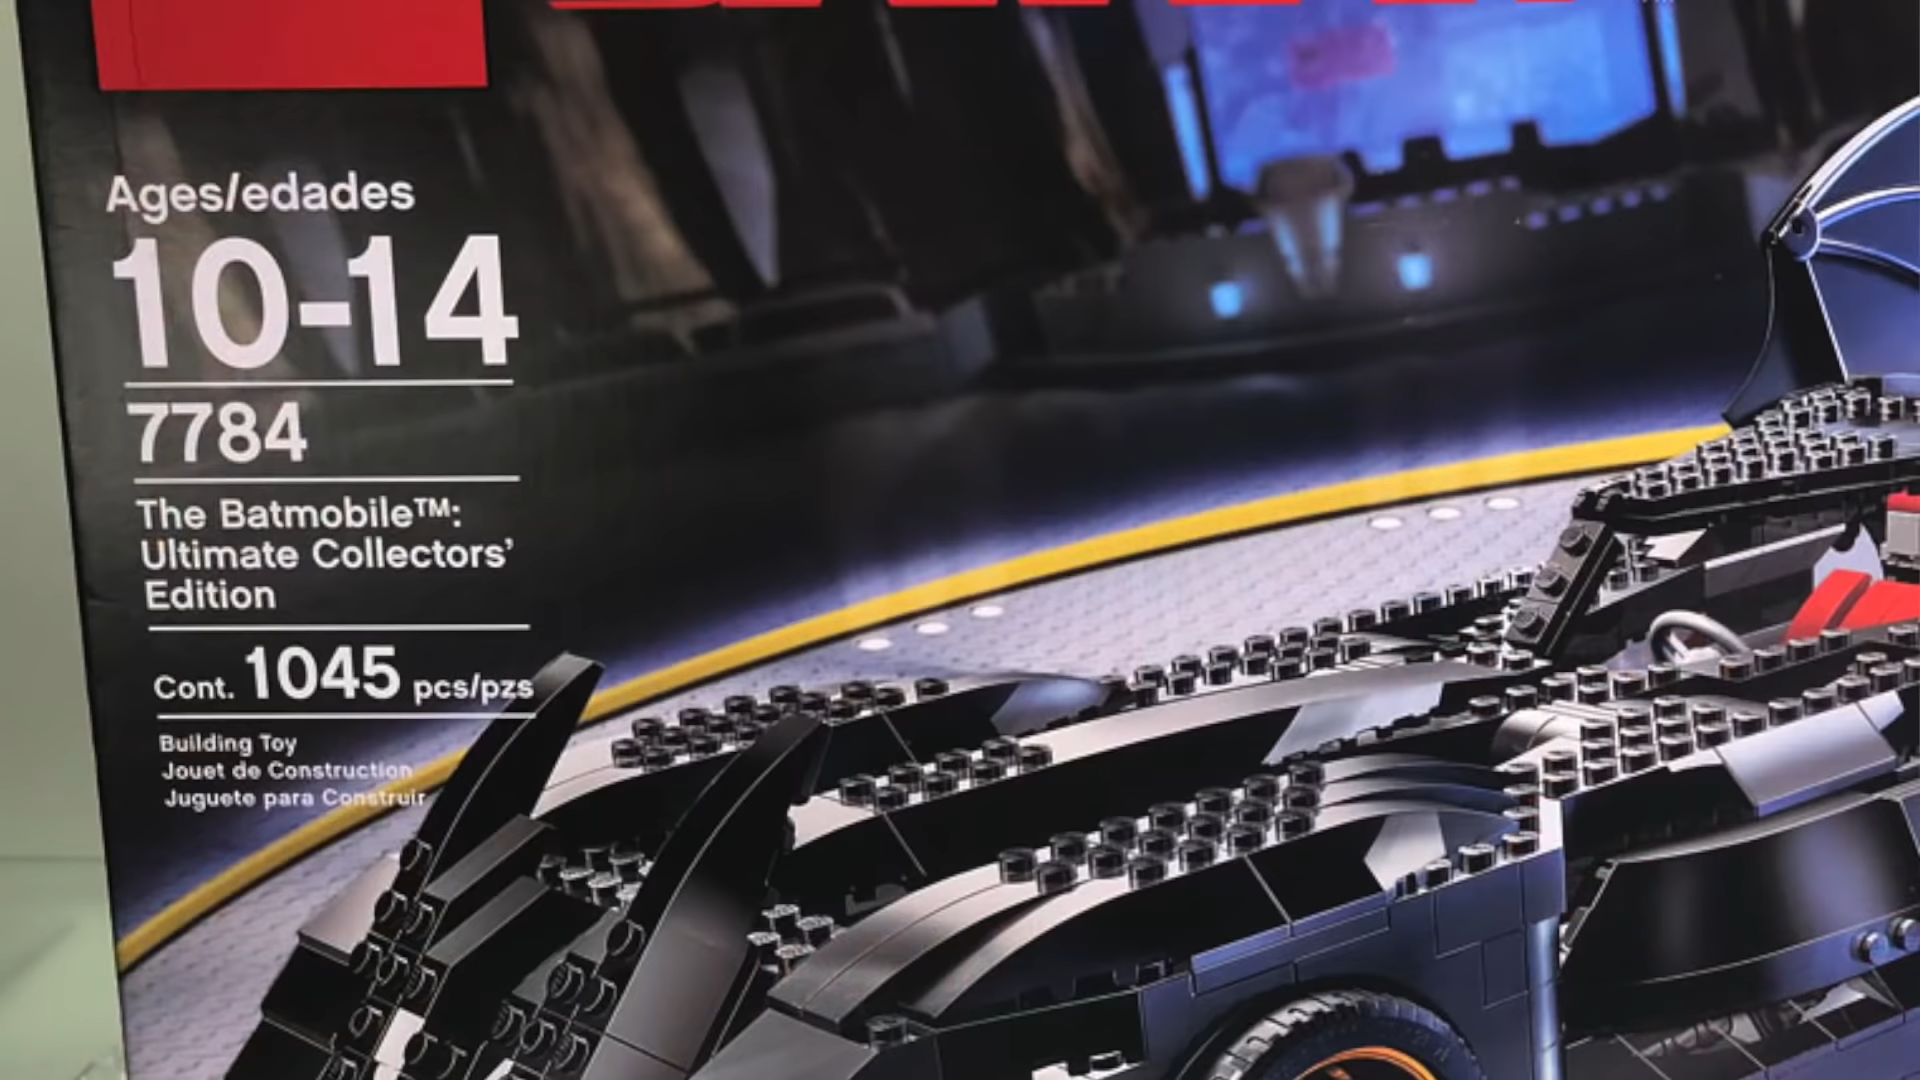 Ages/edades
10-14
7784
The Batmobile™:
Ultimate Collectors'
Edition
Cont. 1045 pcs/pzs
Building Toy
Jouet de Construction
Juguete para Construir